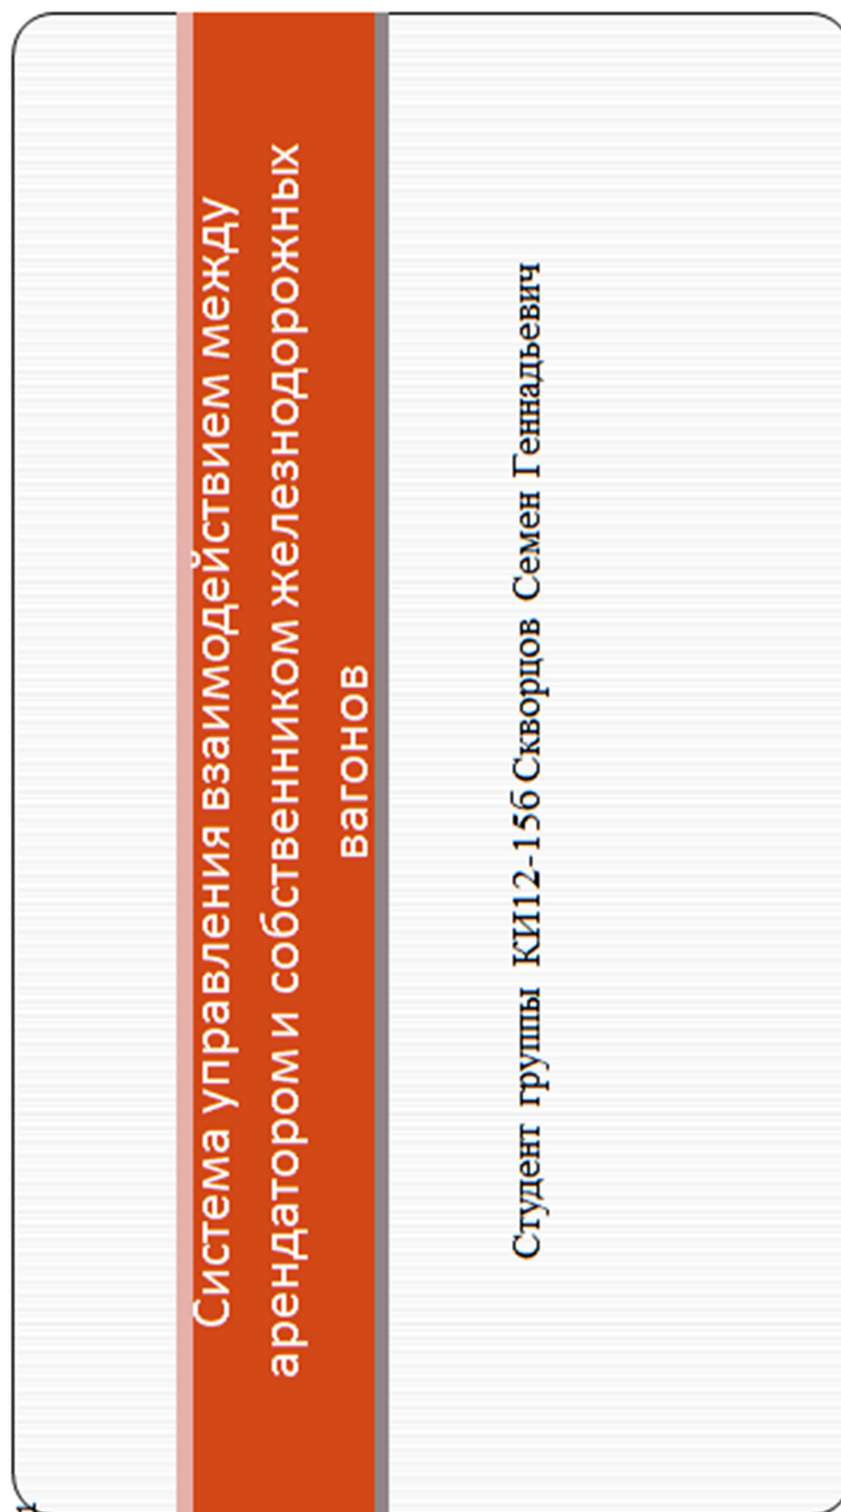 Система управления взаимодействием между
арендатором и собственником железнодорожных
вагонов
Студент группы КИ12-15б Скворцов Семен Геннадьевич